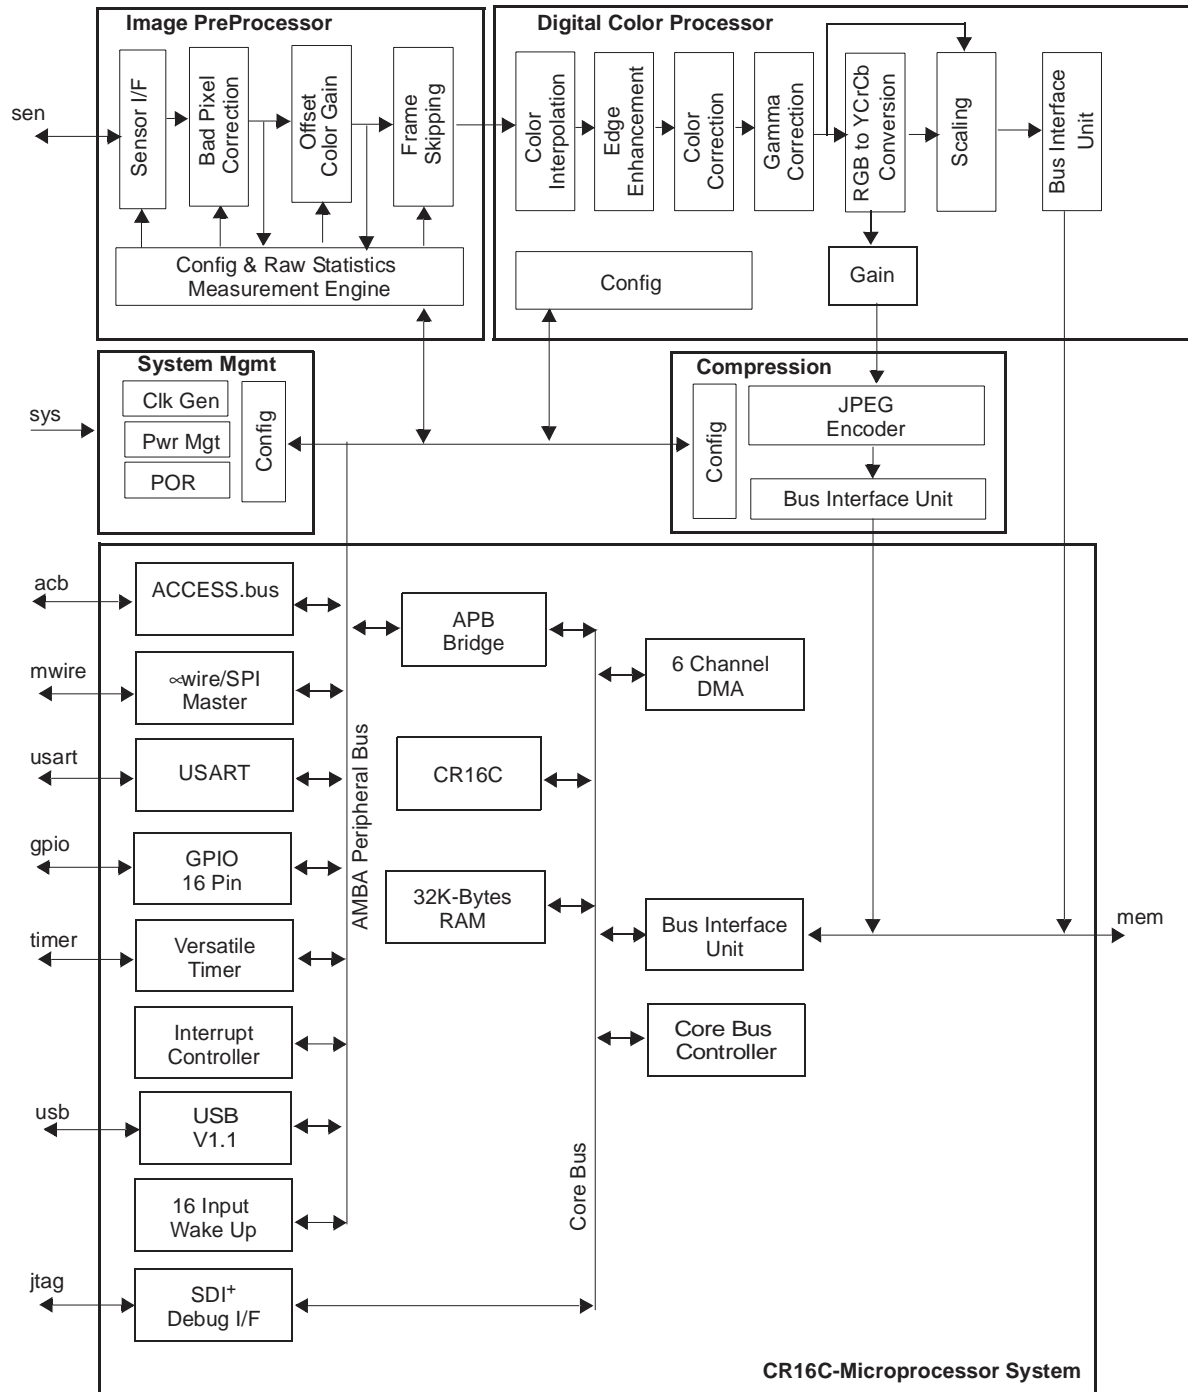 Image PreProcessor
Digital Color Processor
sen
Sensor I/F
Bad Pixel
Correction
Offset
Color Gain
Frame
Skipping
Color
Interpolation
Edge
Enhancement
Color
Correction
Gamma
Correction
RGB to YCrCb
Conversion
Scaling
Bus Interface
Unit
Config & Raw Statistics
Measurement Engine
Config
Gain
System Mgmt
sys
Clk Gen
Pwr Mgt
POR
Config
Compression
Config
JPEG
Encoder
Bus Interface Unit
acb
ACCESS.bus
mwire
∝wire/SPI
Master
usart
USART
gpio
GPIO
16 Pin
timer
Versatile
Timer
Interrupt
Controller
usb
USB
V1.1
16 Input
Wake Up
jtag
SDI+
Debug I/F
AMBA Peripheral Bus
APB
Bridge
CR16C
32K-Bytes
RAM
Core Bus
6 Channel
DMA
Bus Interface
Unit
mem
Core Bus
Controller
CR16C-Microprocessor System